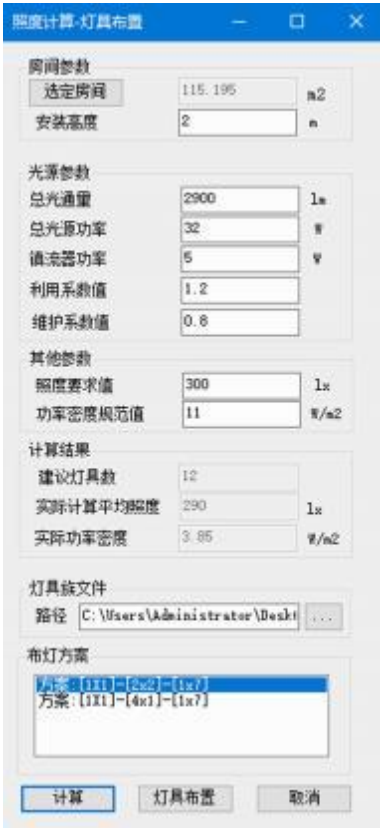 照度计算-灯具布置
房间参数
选定房间 115.195 m2
安装高度 2 m
光源参数
总光通量 2900 lm
总光源功率 32 W
镇流器功率 5 W
利用系数值 1.2
维护系数值 0.8
其他参数
照度要求值 300 lx
功率密度规范值 11 W/m2
计算结果
建议灯具数 12
实际计算平均照度 290 lx
实际功率密度 3.85 W/m2
灯具族文件
路径 C:\Users\Administrator\Deskt ...
布灯方案
方案:[1X1]-[2x2]-[1x7]
方案:[1X1]-[4x1]-[1x7]
计算 灯具布置 取消